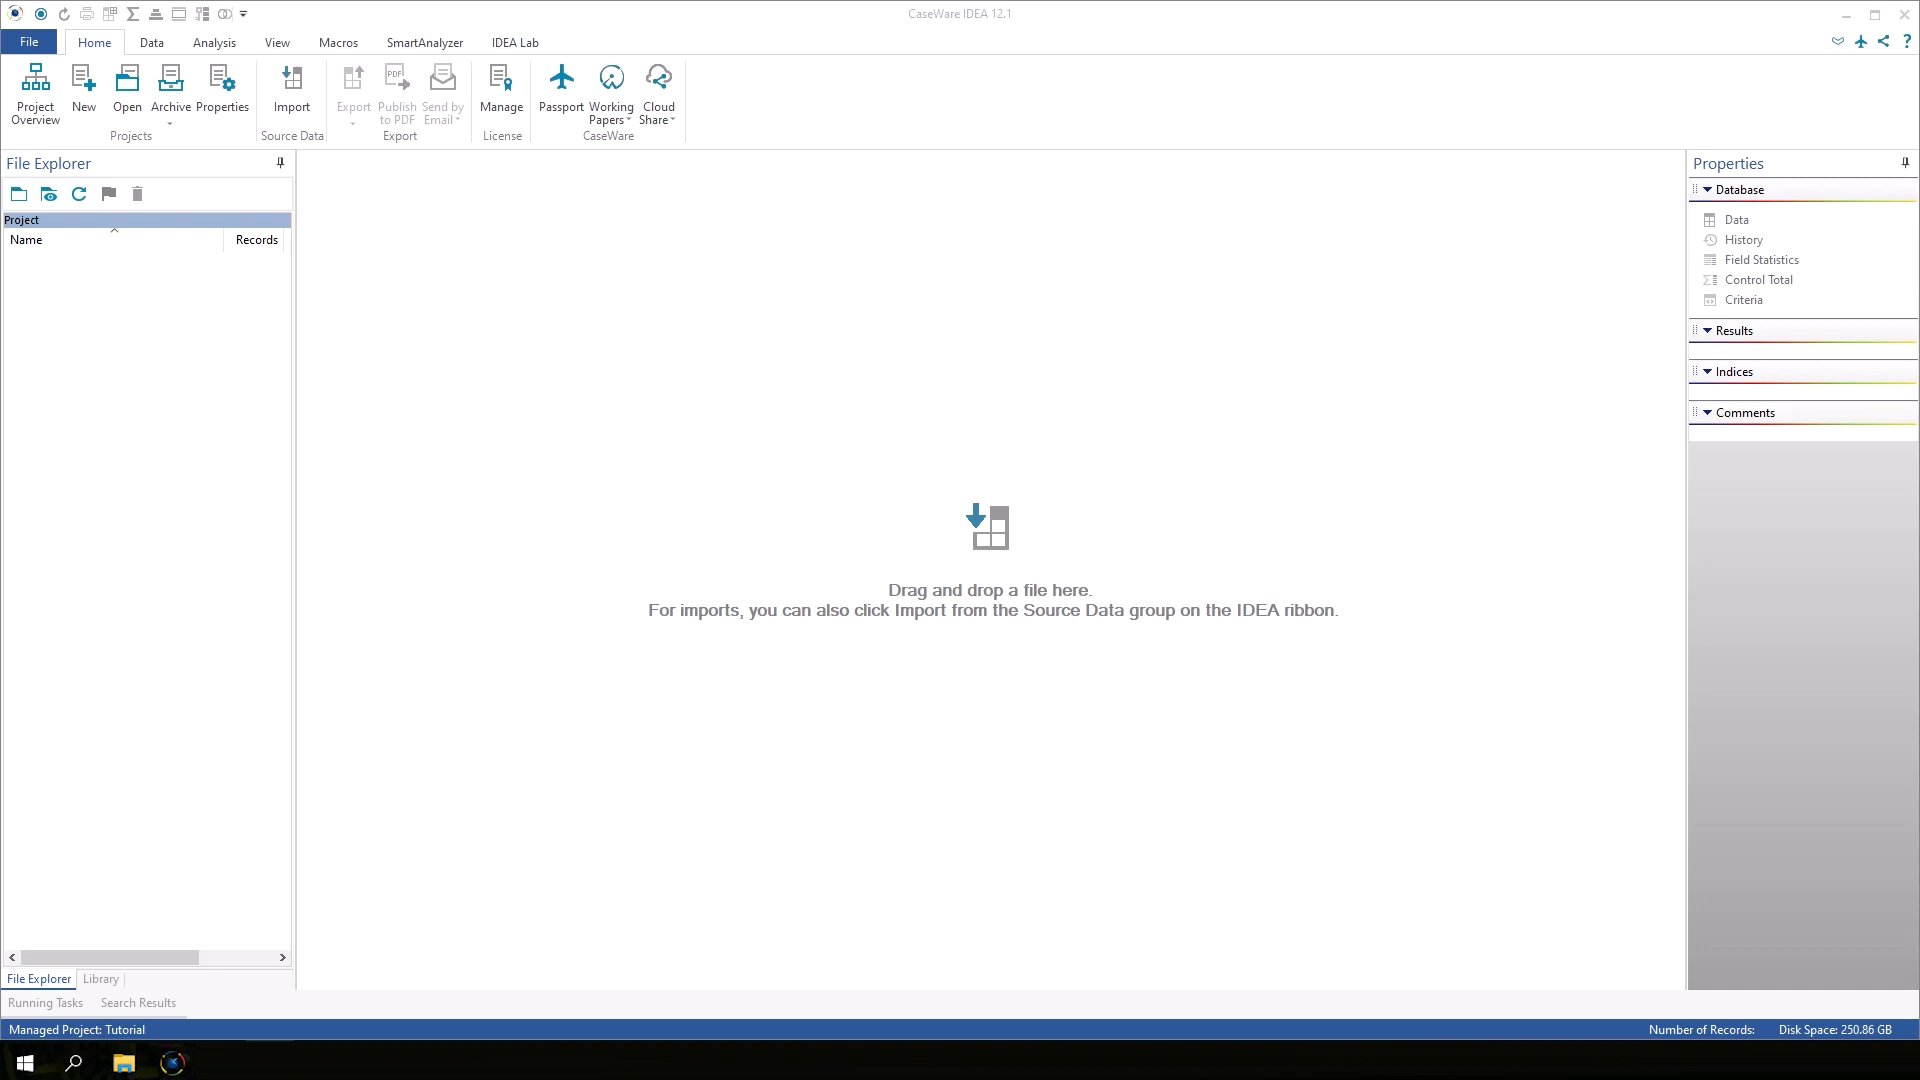 CaseWare IDEA 12.1
File
Home
Data
Analysis
View
Macros
SmartAnalyzer
IDEA Lab
?
Project Overview
New
Open
Archive
Properties
Projects
Import
Source Data
Export
Publish to PDF
Send by Email
Export
Manage
License
Passport
Working Papers
Cloud Share
CaseWare
File Explorer
Project
Name
Records
File Explorer
Library
Running Tasks
Search Results
Drag and drop a file here.
For imports, you can also click Import from the Source Data group on the IDEA ribbon.
Properties
Database
Data
History
Field Statistics
Control Total
Criteria
Results
Indices
Comments
Managed Project: Tutorial
Number of Records:
Disk Space: 250.86 GB